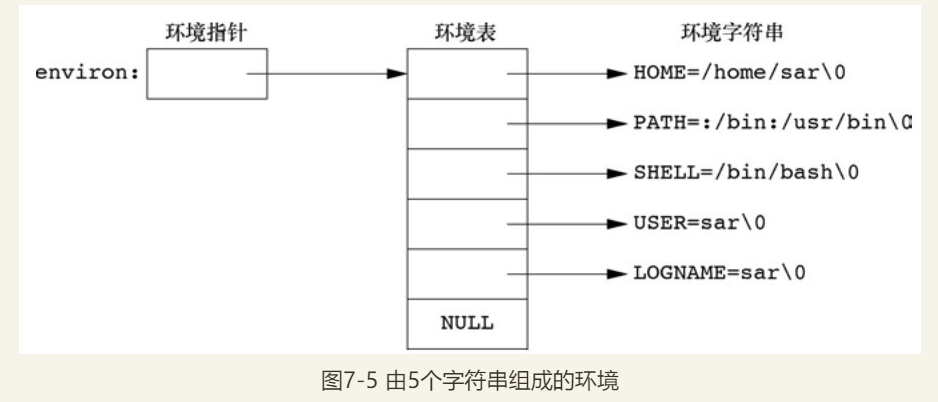 环境指针 环境表 环境字符串
environ: HOME=/home/sar\0
PATH=:/bin:/usr/bin\0
SHELL=/bin/bash\0
USER=sar\0
LOGNAME=sar\0
NULL
图7-5 由5个字符串组成的环境